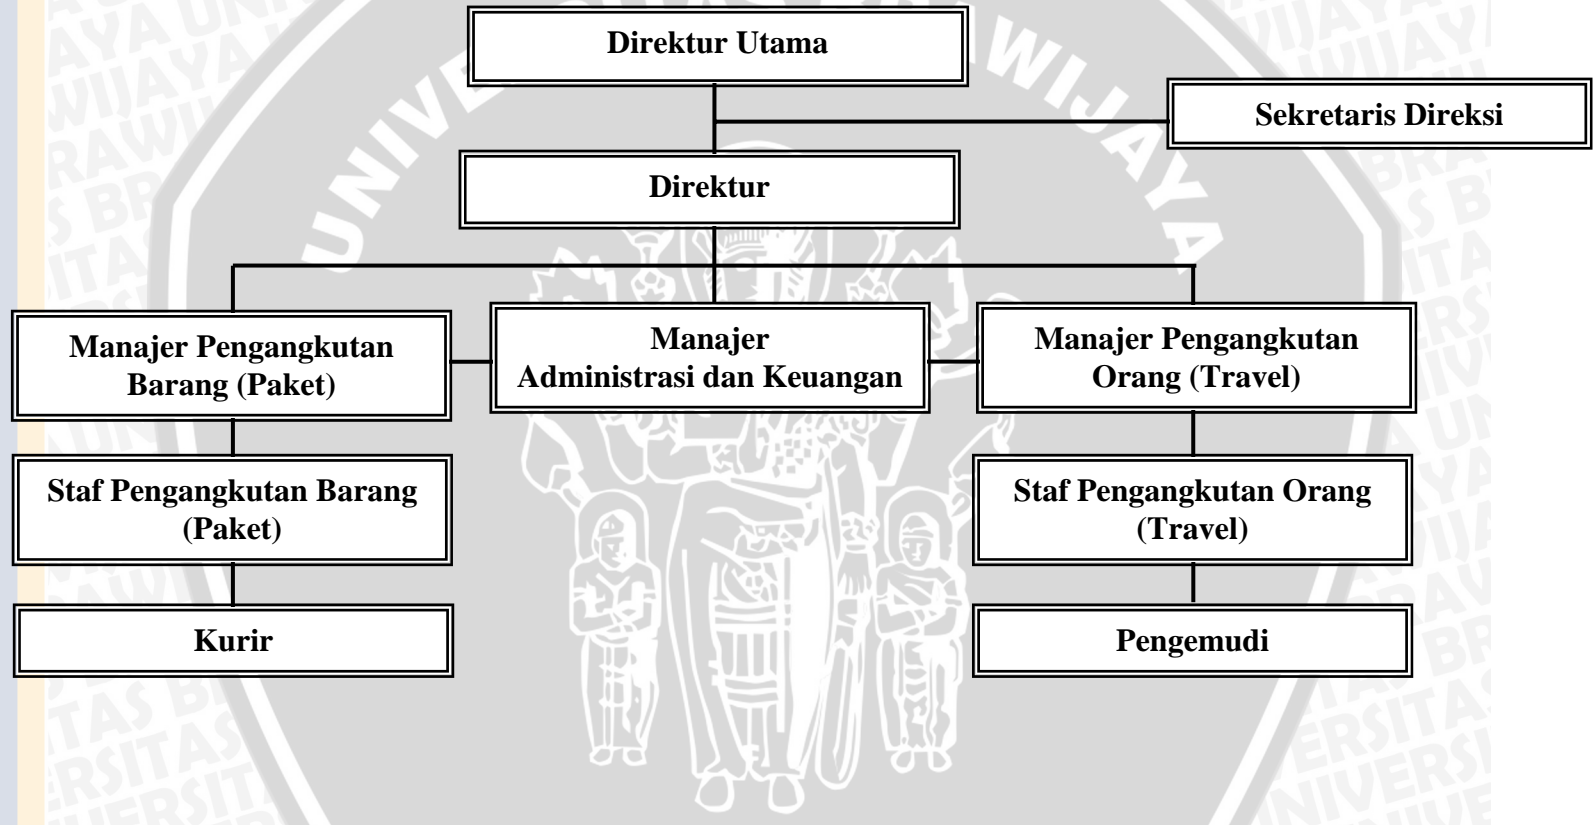 Direktur Utama
Sekretaris Direksi
Direktur
Manajer Pengangkutan
Barang (Paket)
Manajer
Administrasi dan Keuangan
Manajer Pengangkutan
Orang (Travel)
Staf Pengangkutan Barang
(Paket)
Staf Pengangkutan Orang
(Travel)
Kurir
Pengemudi